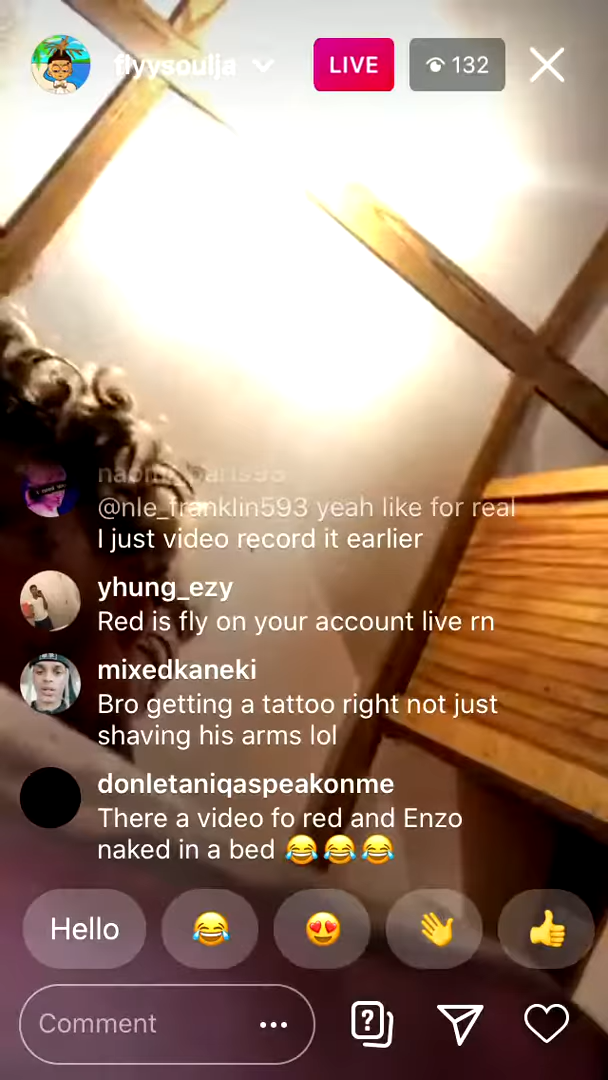 flyysoulja
LIVE
132
@nle_franklin593 yeah like for real
I just video record it earlier
yhung_ezy
Red is fly on your account live rn
mixedkaneki
Bro getting a tattoo right not just
shaving his arms lol
donletaniqaspeakonme
There a video fo red and Enzo
naked in a bed 😂😂😂
Hello 😂 😍 👋 👍
Comment